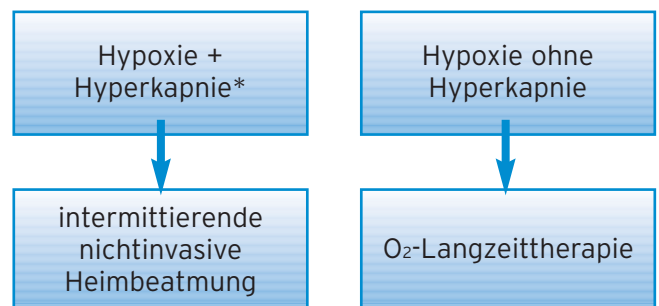 Hypoxie +
Hyperkapnie*
Hypoxie ohne
Hyperkapnie
intermittierende
nichtinvasive
Heimbeatmung
O₂-Langzeittherapie